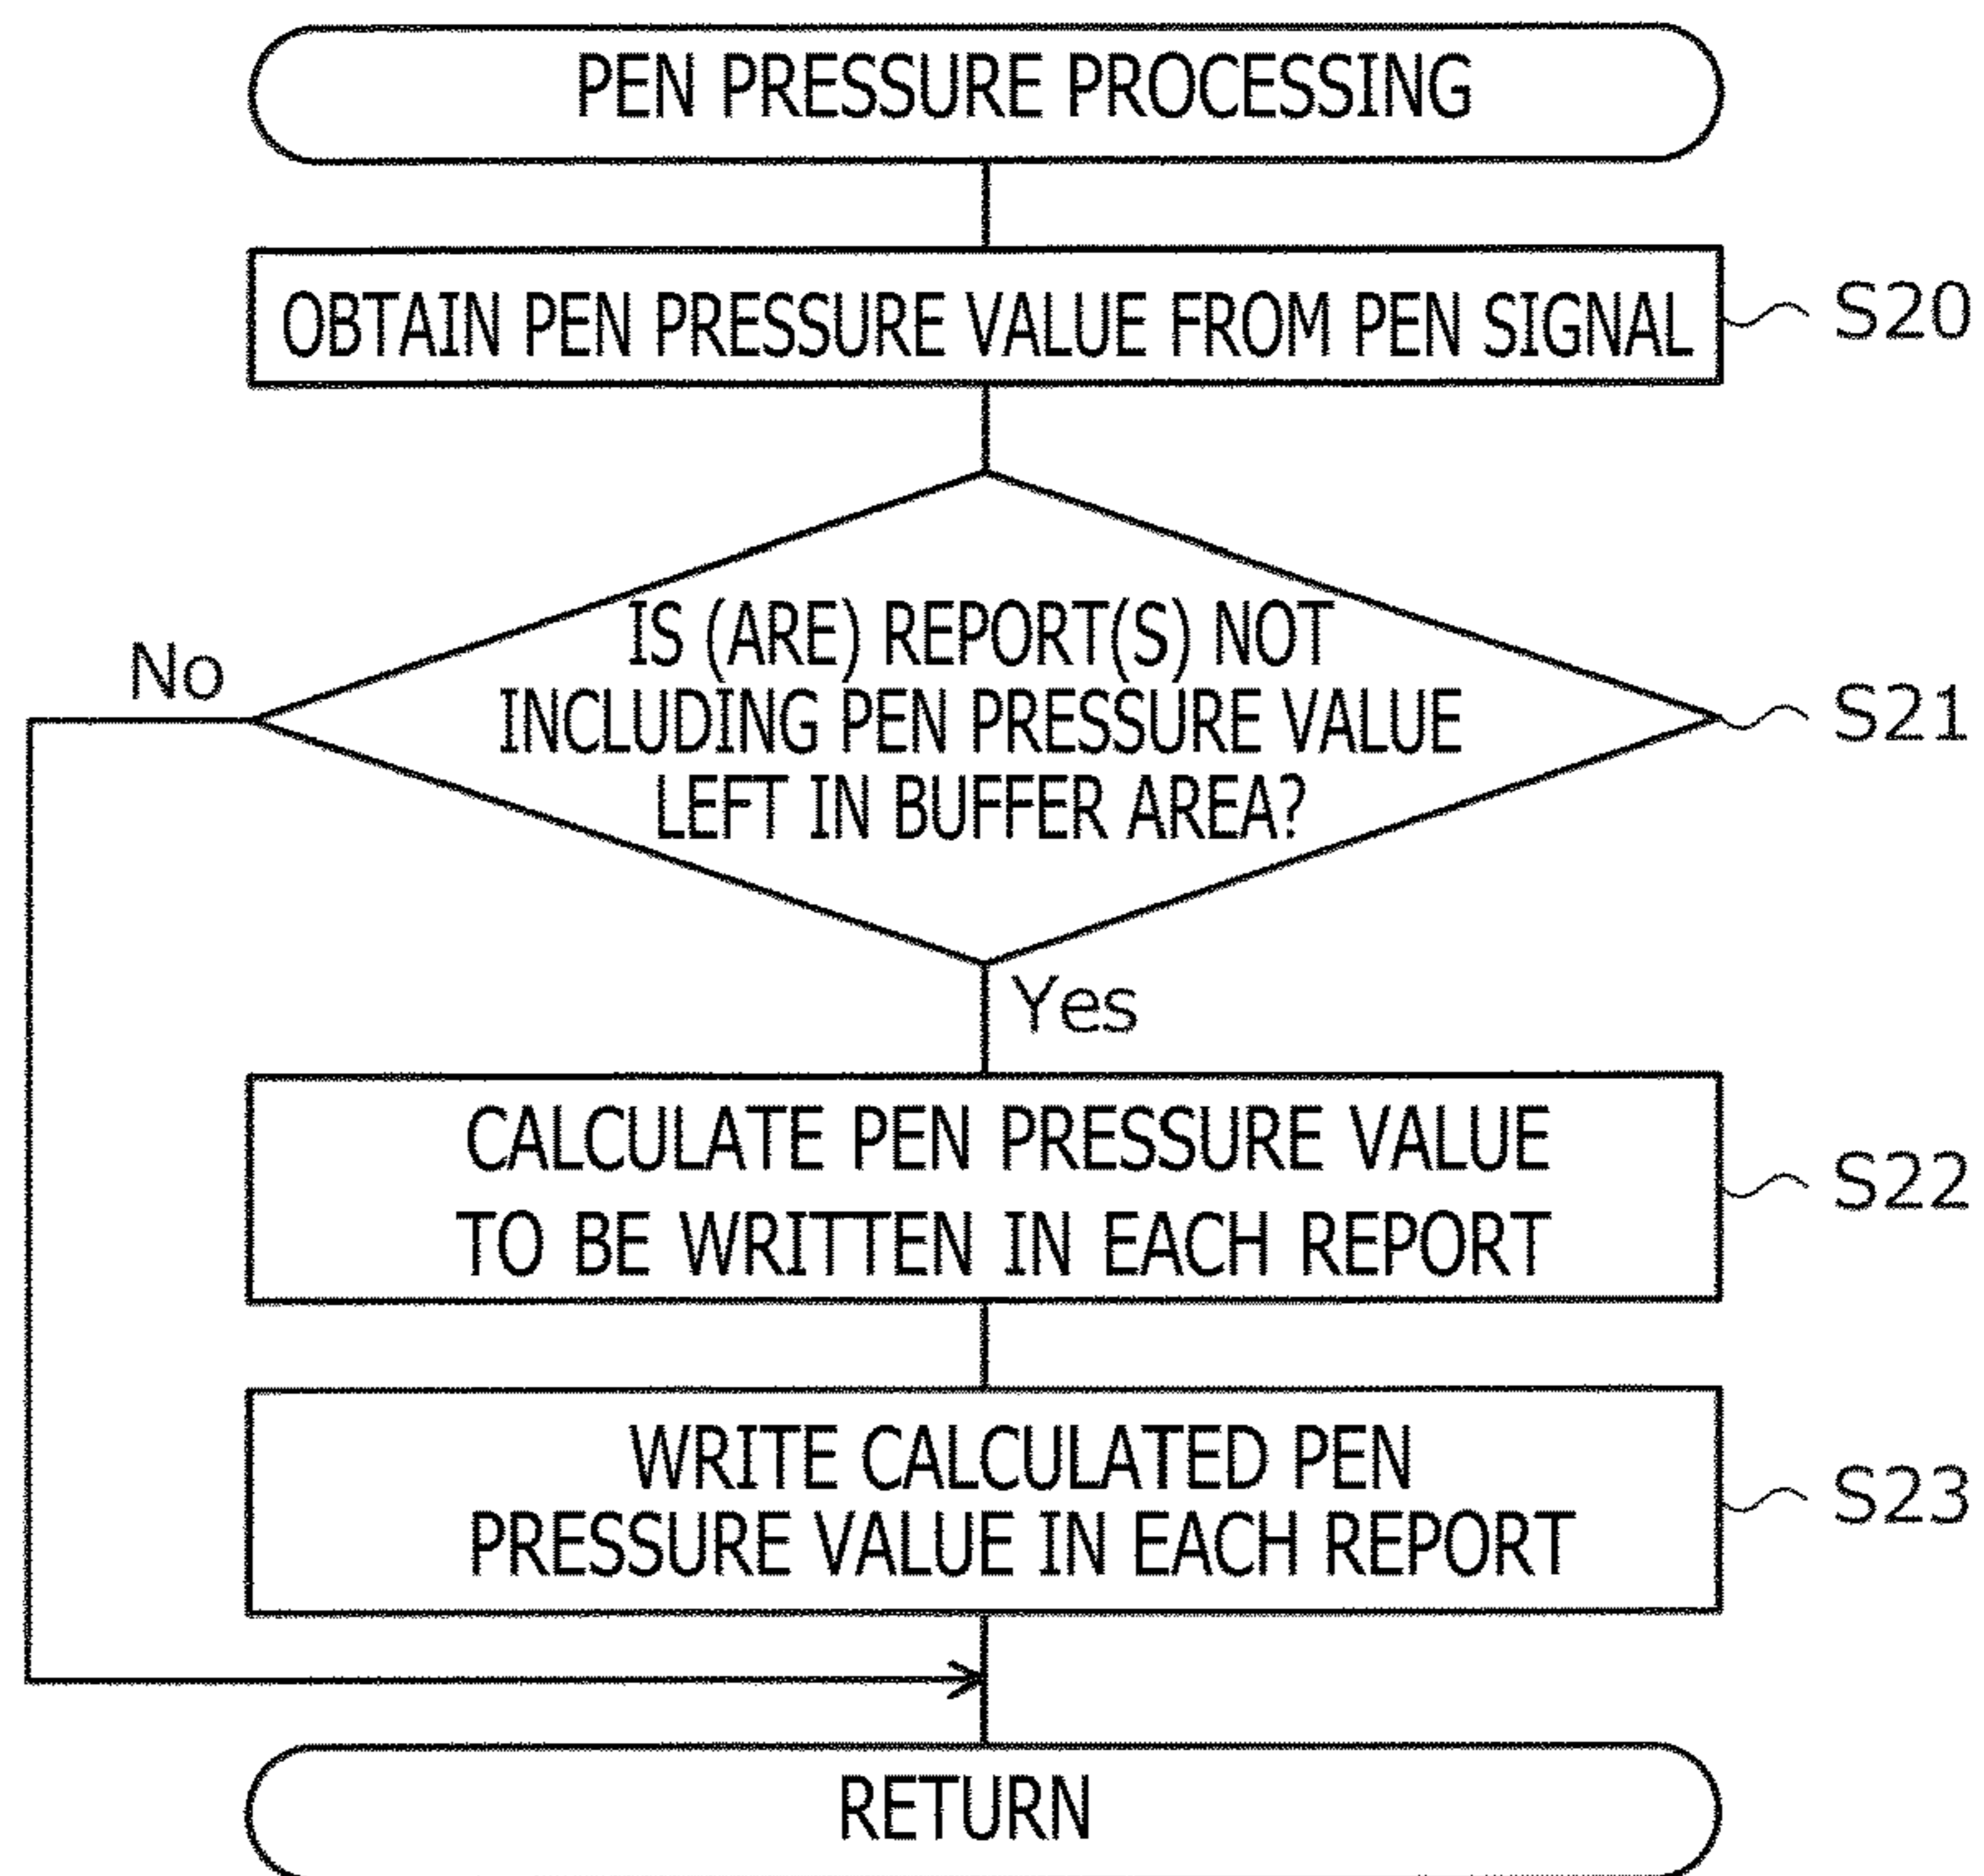 PEN PRESSURE PROCESSING
OBTAIN PEN PRESSURE VALUE FROM PEN SIGNAL
S20
IS (ARE) REPORT(S) NOT
INCLUDING PEN PRESSURE VALUE
LEFT IN BUFFER AREA?
No
S21
Yes
CALCULATE PEN PRESSURE VALUE
TO BE WRITTEN IN EACH REPORT
S22
WRITE CALCULATED PEN
PRESSURE VALUE IN EACH REPORT
S23
RETURN